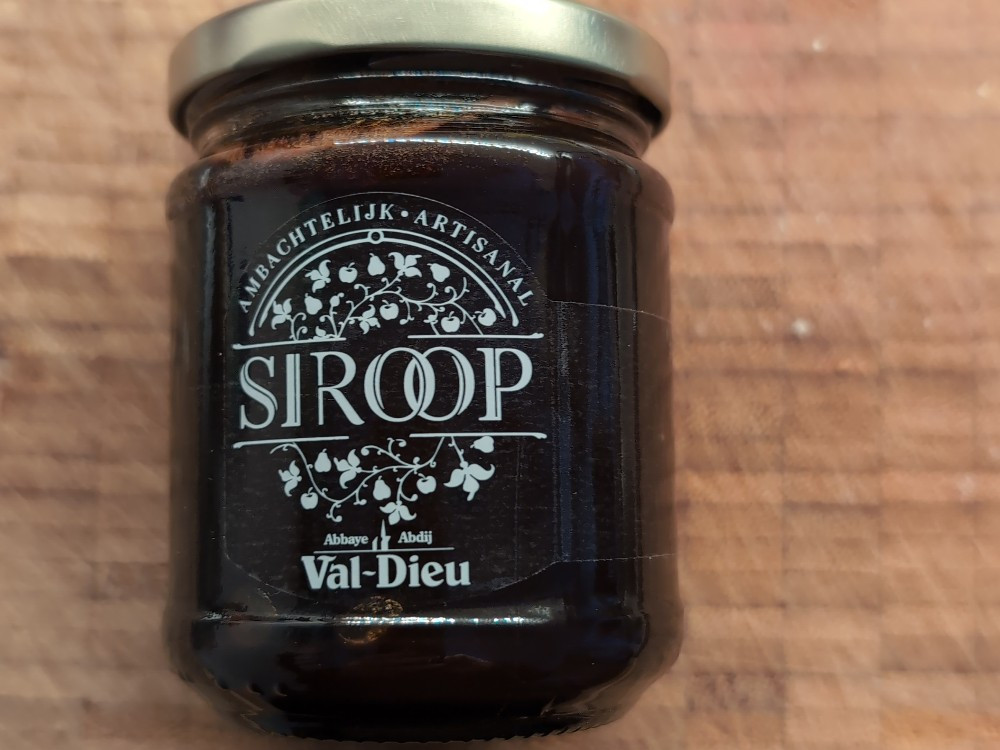 AMBACHTELIJK • ARTISANAL
SIROOP
Abbaye Abdij
Val-Dieu